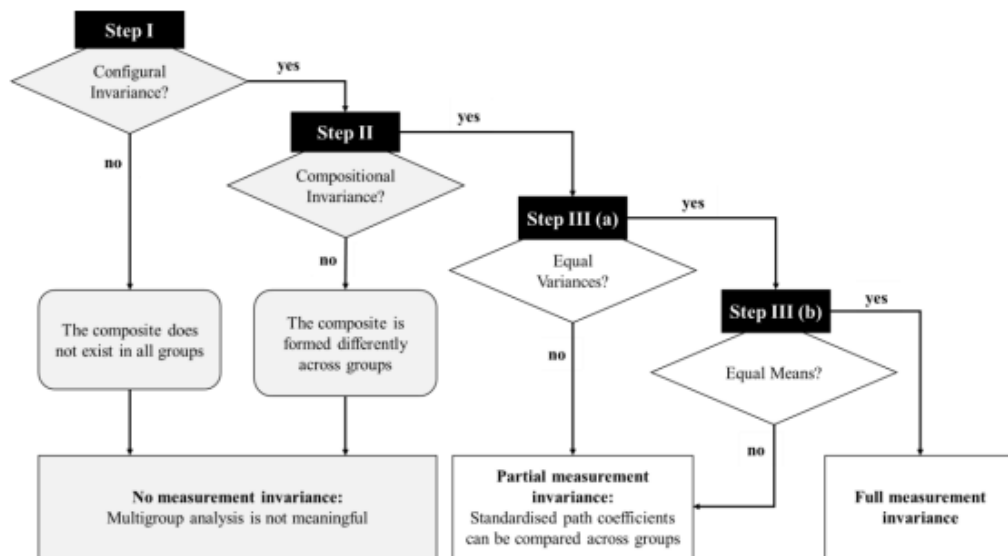 Step I
Configural
Invariance?
yes
no
Step II
Compositional
Invariance?
yes
no
Step III (a)
Equal
Variances?
yes
no
Step III (b)
Equal Means?
yes
no
The composite does
not exist in all groups
The composite is
formed differently
across groups
No measurement invariance:
Multigroup analysis is not meaningful
Partial measurement
invariance:
Standardised path coefficients
can be compared across groups
Full measurement
invariance